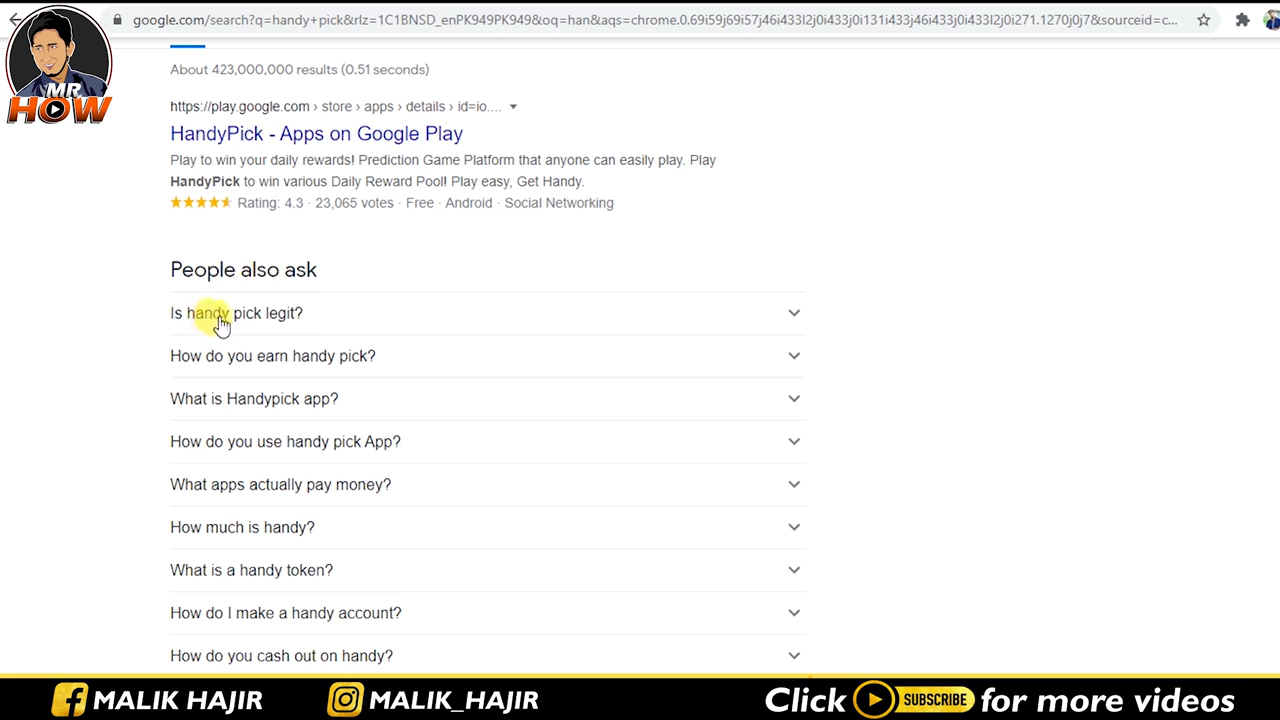 google.com/search?q=handy+pick&rlz=1C1BNSD_enPK949PK949&oq=han&aqs=chrome.0.69i59j69i57j46i433l2j0i433j0i131i433j46i433j0i433l2j0i271.1270j0j7&sourceid=c...
MR
HOW
About 423,000,000 results (0.51 seconds)
https://play.google.com › store › apps › details › id=io....
HandyPick - Apps on Google Play
Play to win your daily rewards! Prediction Game Platform that anyone can easily play. Play
HandyPick to win various Daily Reward Pool! Play easy, Get Handy.
Rating: 4.3 · 23,065 votes · Free · Android · Social Networking
People also ask
Is handy pick legit?
How do you earn handy pick?
What is Handypick app?
How do you use handy pick App?
What apps actually pay money?
How much is handy?
What is a handy token?
How do I make a handy account?
How do you cash out on handy?
MALIK HAJIR
MALIK_HAJIR
Click SUBSCRIBE for more videos